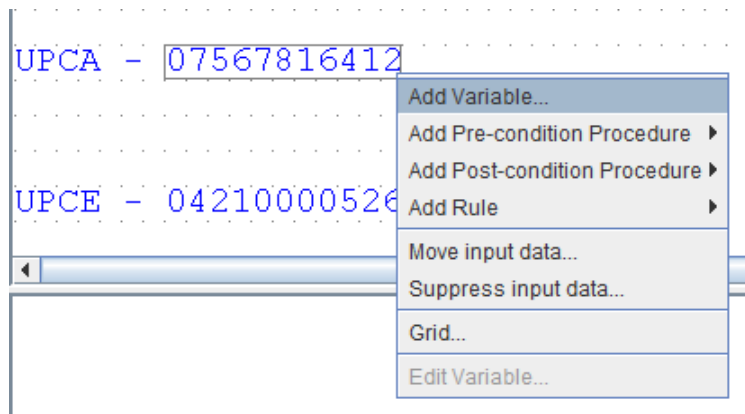 UPCA - 07567816412
Add Variable...
Add Pre-condition Procedure
Add Post-condition Procedure
UPCE - 04210000526
Add Rule
Move input data...
Suppress input data...
Grid...
Edit Variable...